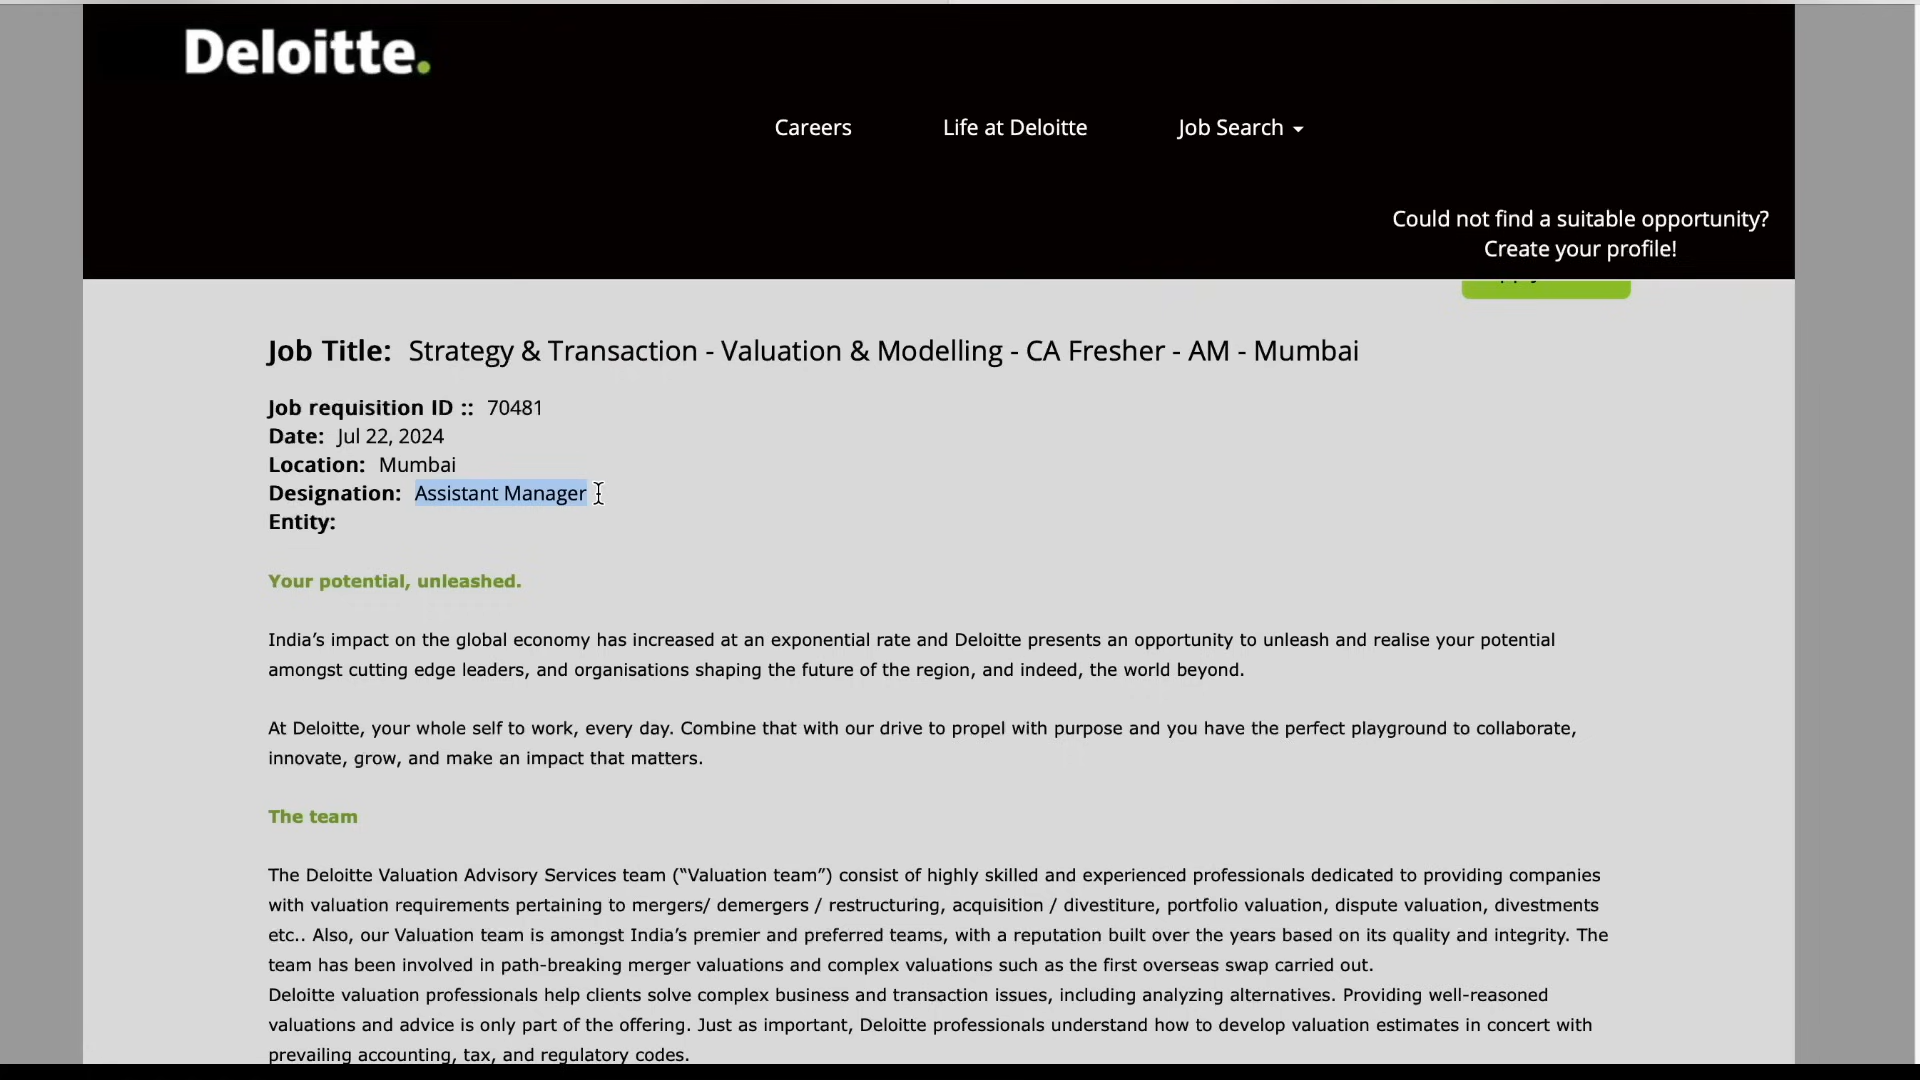 Deloitte.
Careers
Life at Deloitte
Job Search
Could not find a suitable opportunity?
Create your profile!
Job Title: Strategy & Transaction - Valuation & Modelling - CA Fresher - AM - Mumbai
Job requisition ID :: 70481
Date: Jul 22, 2024
Location: Mumbai
Designation: Assistant Manager
Entity:
Your potential, unleashed.
India’s impact on the global economy has increased at an exponential rate and Deloitte presents an opportunity to unleash and realise your potential
amongst cutting edge leaders, and organisations shaping the future of the region, and indeed, the world beyond.
At Deloitte, your whole self to work, every day. Combine that with our drive to propel with purpose and you have the perfect playground to collaborate,
innovate, grow, and make an impact that matters.
The team
The Deloitte Valuation Advisory Services team (“Valuation team”) consist of highly skilled and experienced professionals dedicated to providing companies
with valuation requirements pertaining to mergers/ demergers / restructuring, acquisition / divestiture, portfolio valuation, dispute valuation, divestments
etc.. Also, our Valuation team is amongst India’s premier and preferred teams, with a reputation built over the years based on its quality and integrity. The
team has been involved in path-breaking merger valuations and complex valuations such as the first overseas swap carried out.
Deloitte valuation professionals help clients solve complex business and transaction issues, including analyzing alternatives. Providing well-reasoned
valuations and advice is only part of the offering. Just as important, Deloitte professionals understand how to develop valuation estimates in concert with
prevailing accounting, tax, and regulatory codes.